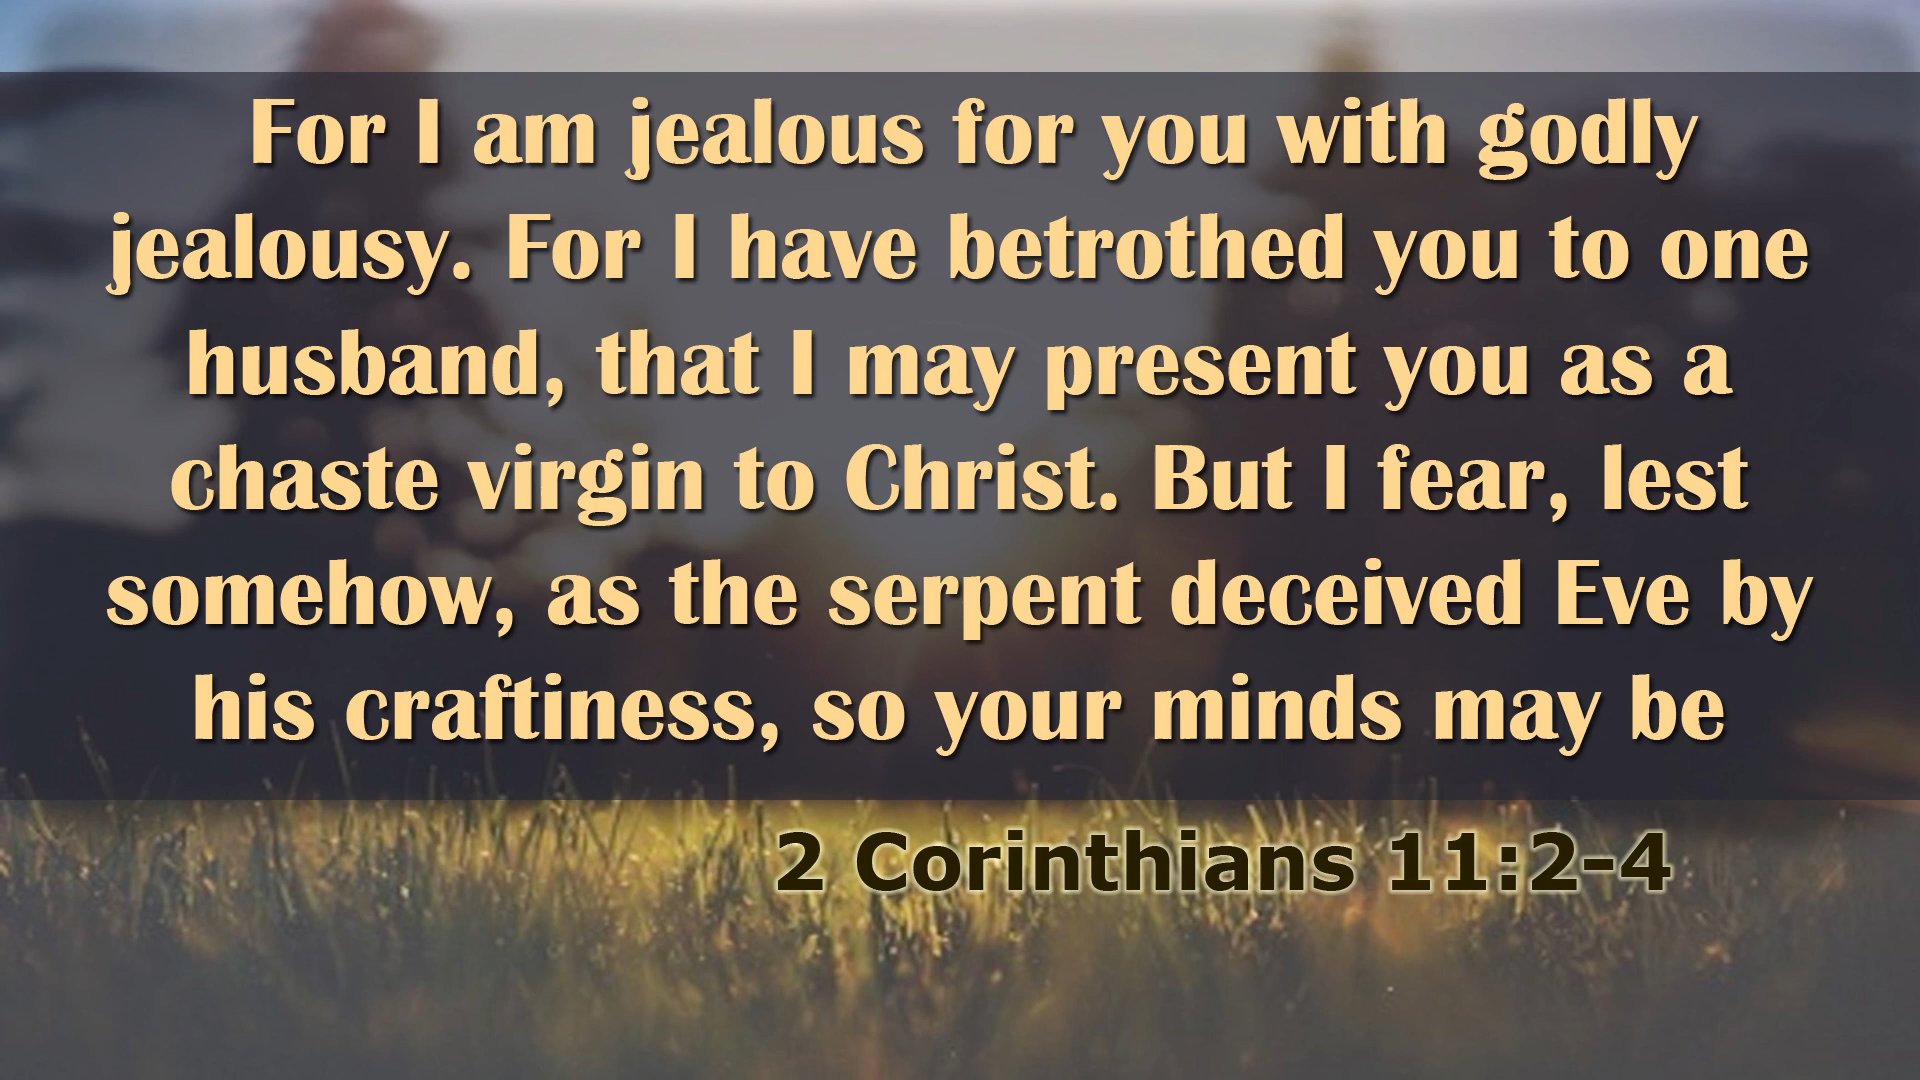 For I am jealous for you with godly
jealousy. For I have betrothed you to one
husband, that I may present you as a
chaste virgin to Christ. But I fear, lest
somehow, as the serpent deceived Eve by
his craftiness, so your minds may be
2 Corinthians 11:2-4